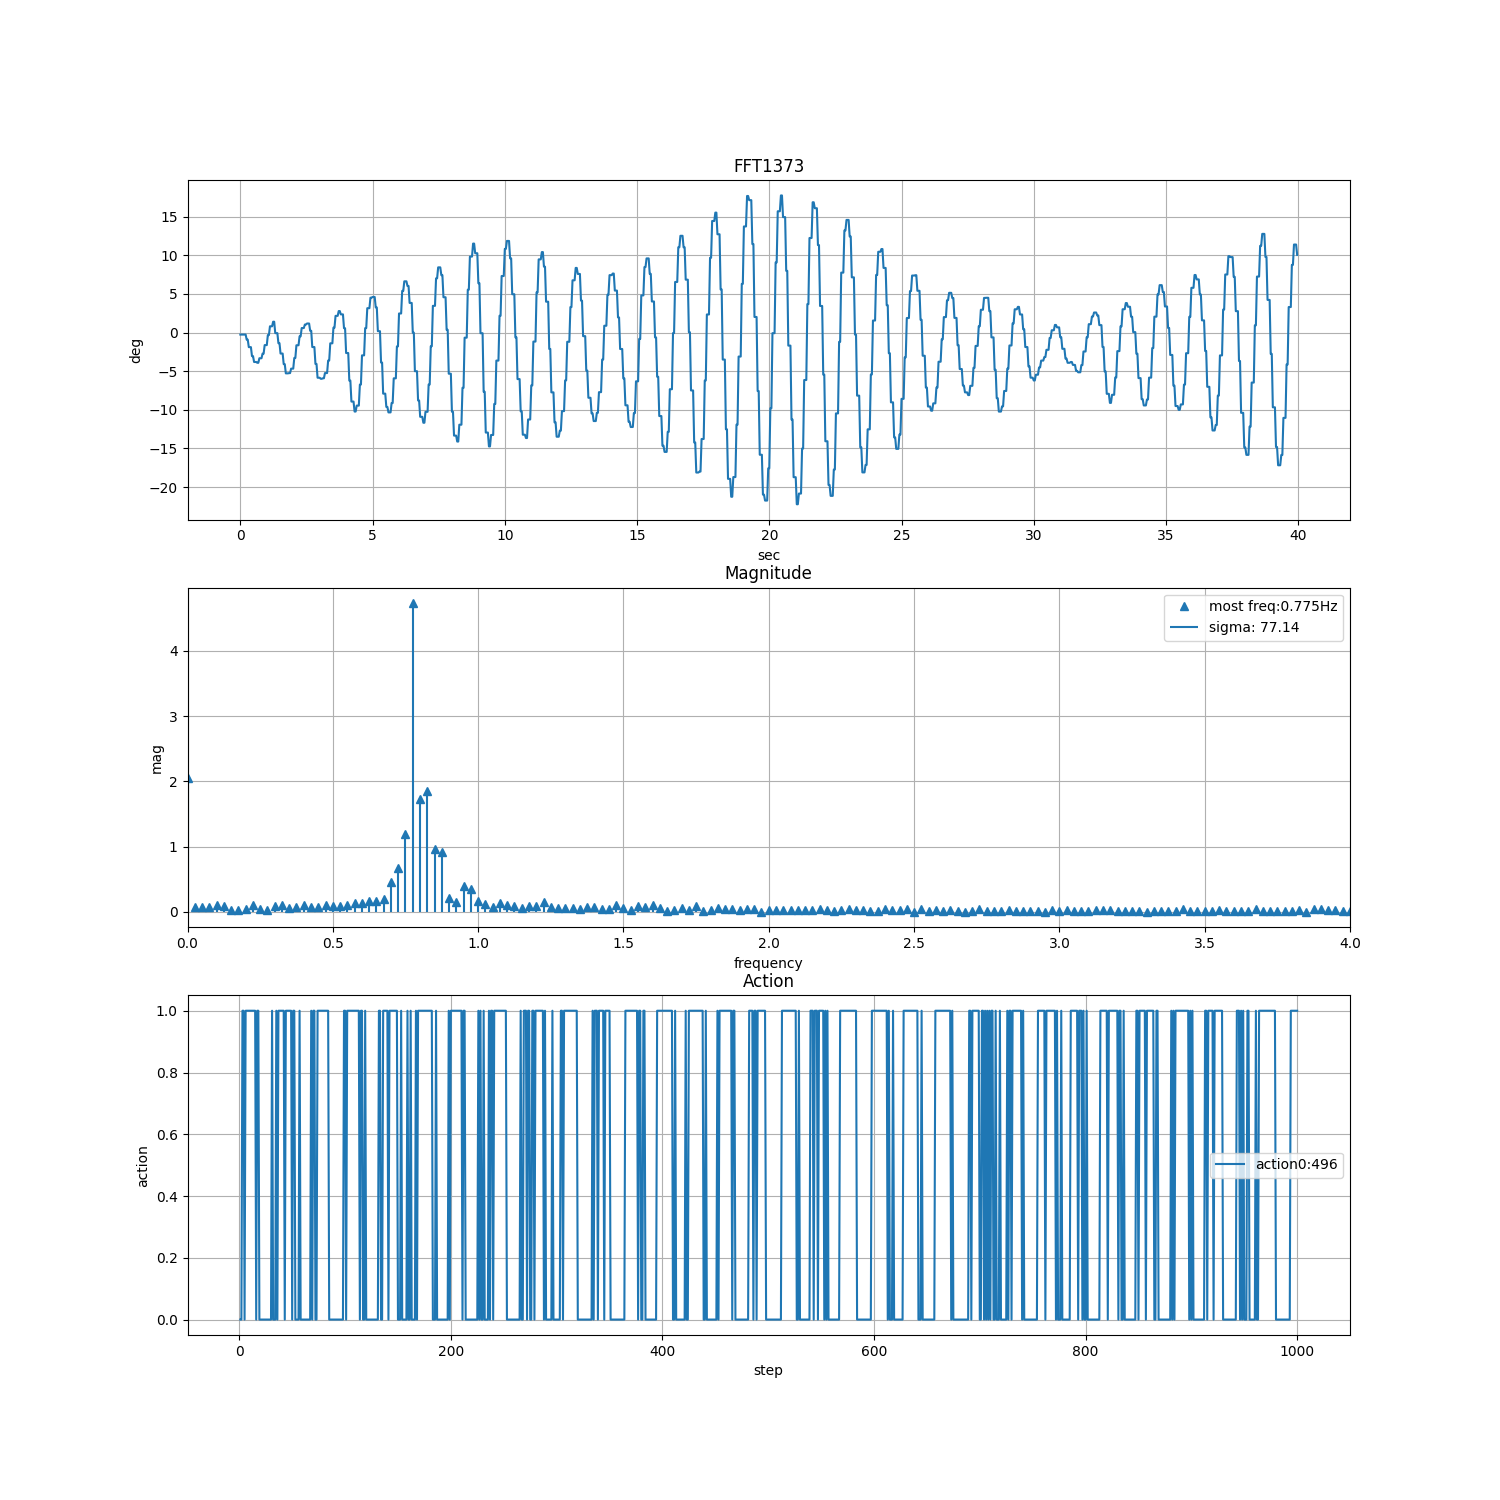 FFT1373
15
10
5
0
−5
−10
−15
−20
deg
0 5 10 15 20 25 30 35 40
sec
Magnitude
most freq:0.775Hz
sigma: 77.14
4
3
2
1
0
mag
0.0 0.5 1.0 1.5 2.0 2.5 3.0 3.5 4.0
frequency
Action
1.0
0.8
0.6
0.4
0.2
0.0
action
action0:496
0 200 400 600 800 1000
step